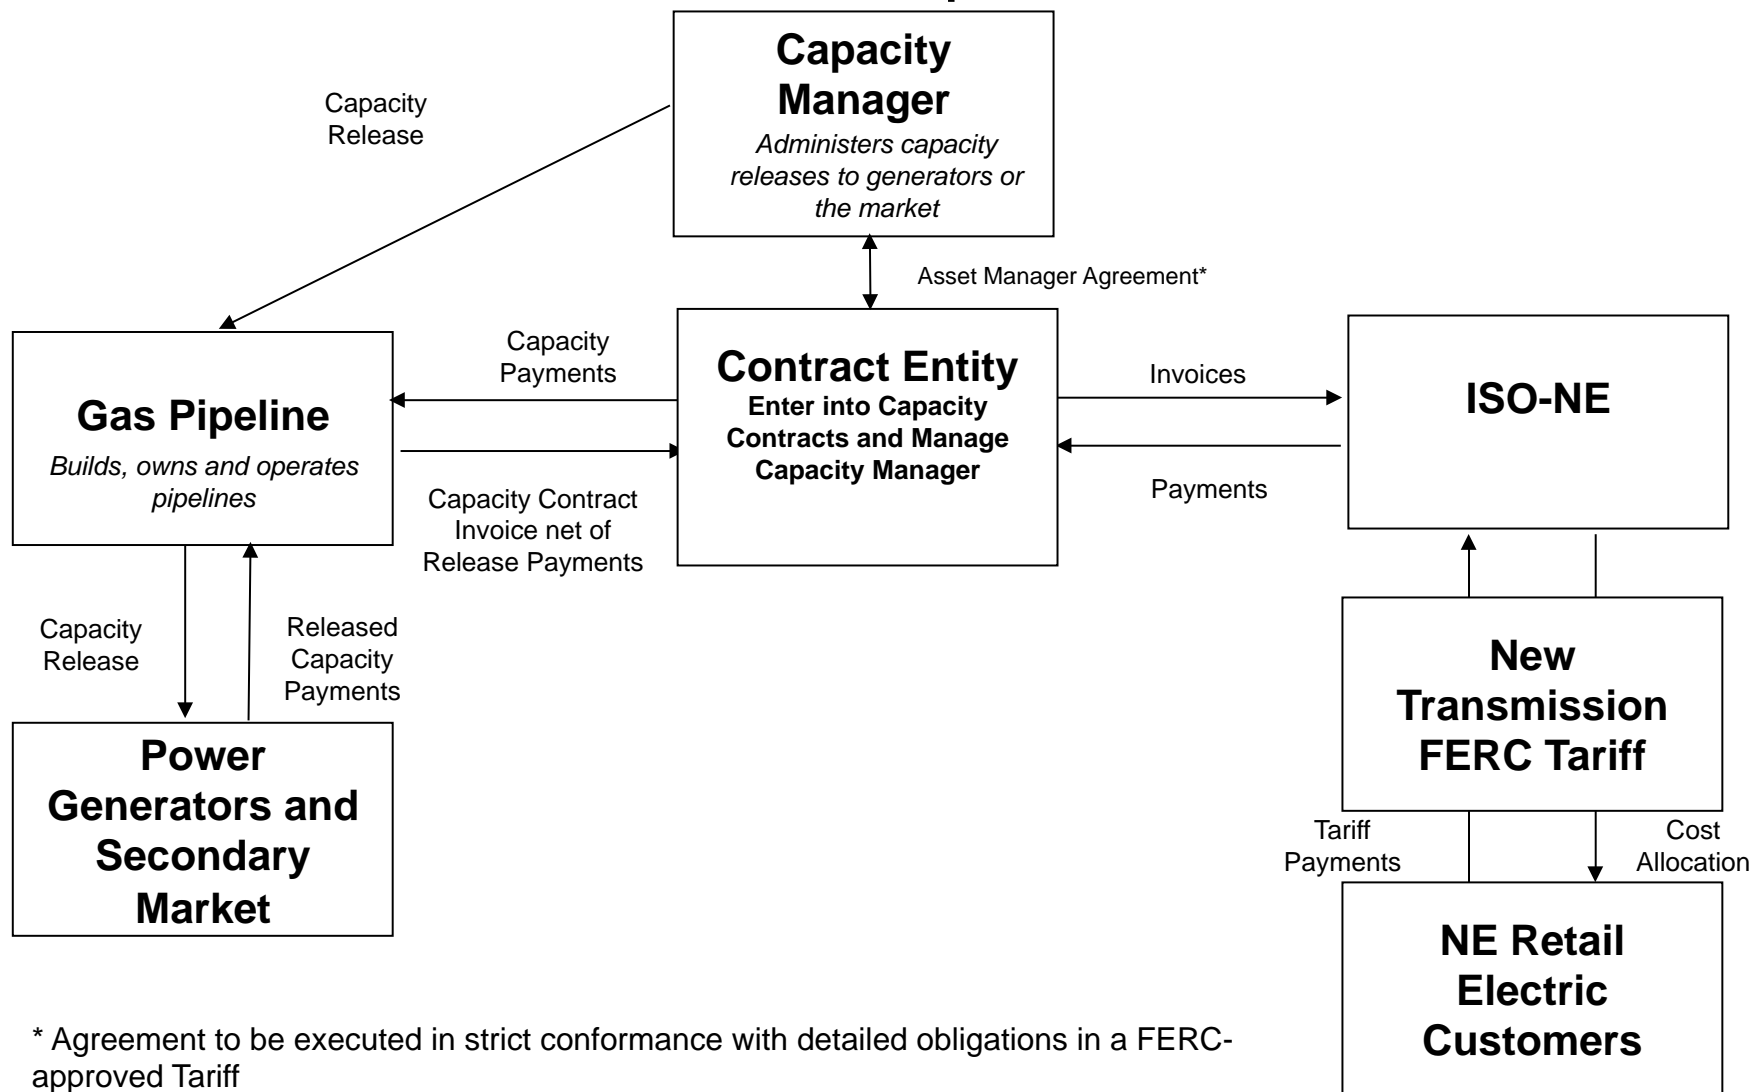 Capacity
Manager
Administers capacity
releases to generators or
the market
Capacity
Release
Asset Manager Agreement*
Gas Pipeline
Builds, owns and operates
pipelines
Capacity
Payments
Capacity Contract
Invoice net of
Release Payments
Contract Entity
Enter into Capacity
Contracts and Manage
Capacity Manager
Invoices
Payments
ISO-NE
Capacity
Release
Released
Capacity
Payments
New
Transmission
FERC Tariff
Power
Generators and
Secondary
Market
Tariff
Payments
Cost
Allocation
NE Retail
Electric
Customers
* Agreement to be executed in strict conformance with detailed obligations in a FERC-
approved Tariff